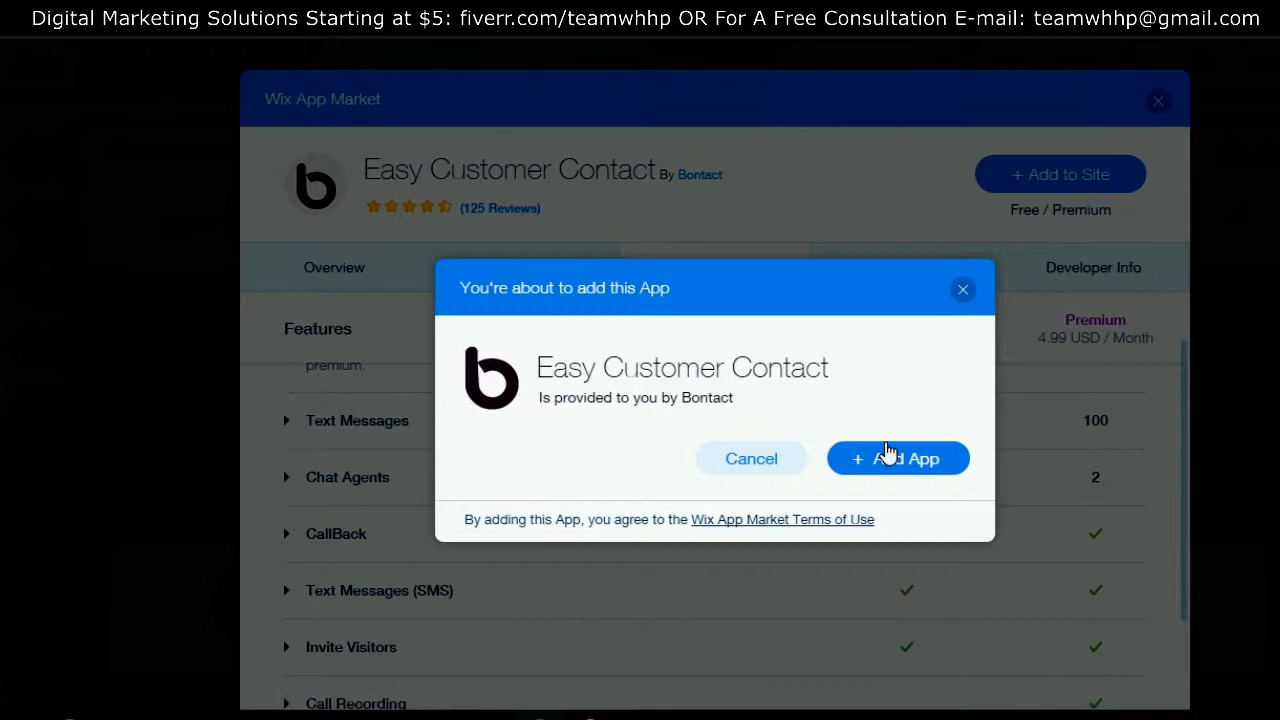 Digital Marketing Solutions Starting at $5: fiverr.com/teamwhhp OR For A Free Consultation E-mail: teamwhhp@gmail.com
Wix App Market
Easy Customer Contact By Bontact
(125 Reviews)
+ Add to Site
Free / Premium
Overview
Developer Info
Features
Premium
4.99 USD / Month
premium.
You're about to add this App
Easy Customer Contact
Is provided to you by Bontact
Cancel
+ Add App
By adding this App, you agree to the Wix App Market Terms of Use
Text Messages
100
Chat Agents
2
CallBack
Text Messages (SMS)
Invite Visitors
Call Recording